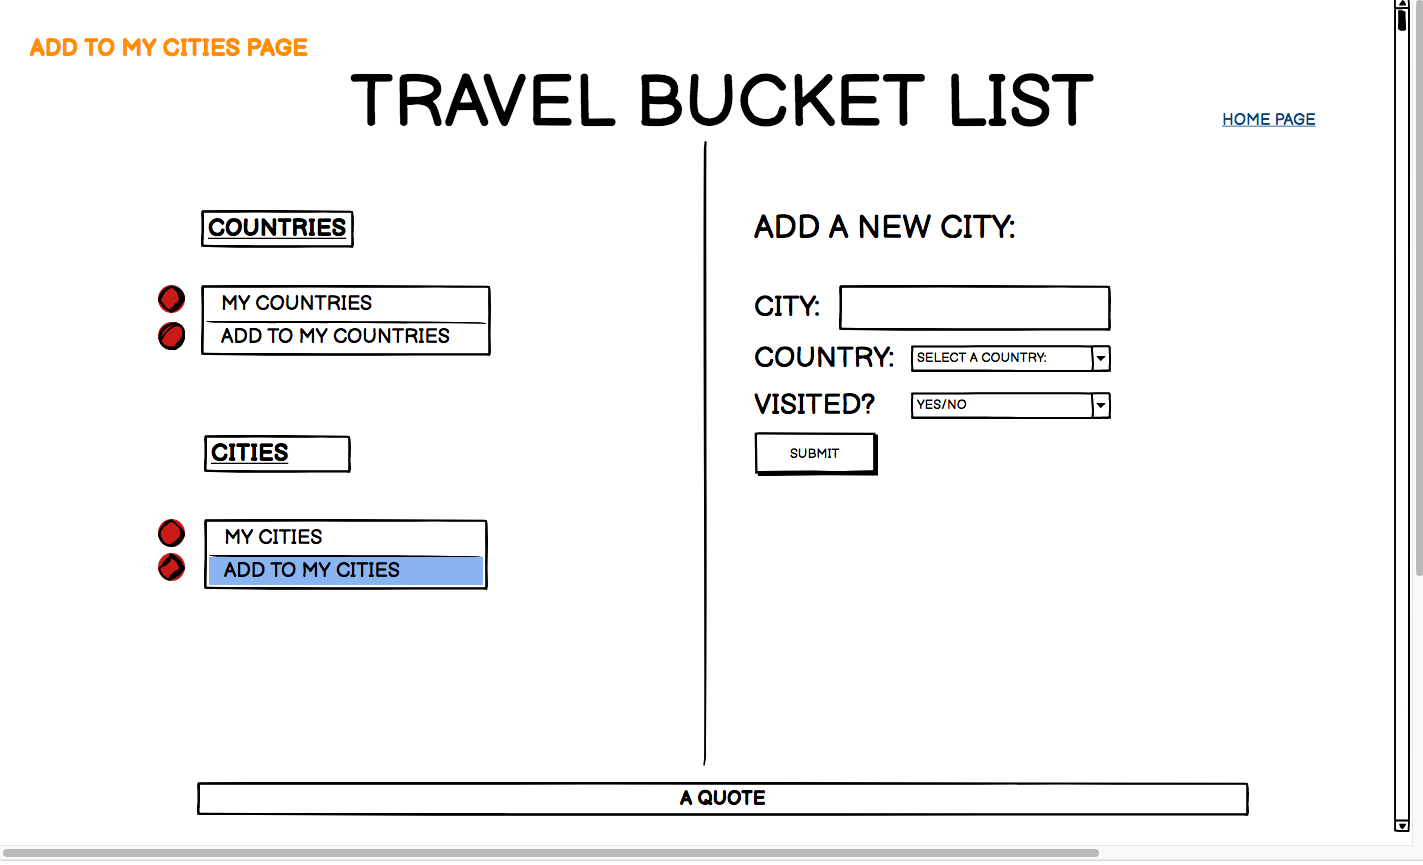 ADD TO MY CITIES PAGE
TRAVEL BUCKET LIST
HOME PAGE
COUNTRIES
MY COUNTRIES
ADD TO MY COUNTRIES
CITIES
MY CITIES
ADD TO MY CITIES
ADD A NEW CITY:
CITY:
COUNTRY: SELECT A COUNTRY:
VISITED? YES/NO
SUBMIT
A QUOTE